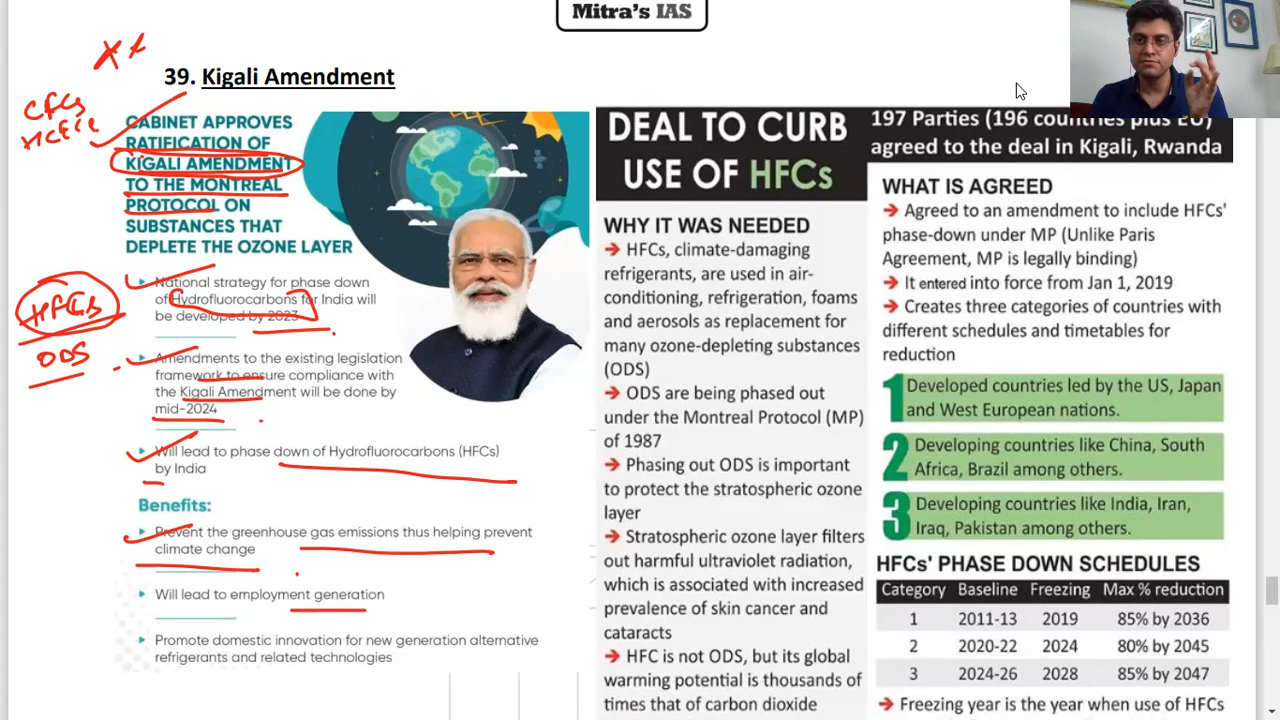 Mitra's IAS
39. Kigali Amendment
CFCs
CABINET APPROVES
RATIFICATION OF
KIGALI AMENDMENT
TO THE MONTREAL
PROTOCOL ON
SUBSTANCES THAT
DEPLETE THE OZONE LAYER
National strategy for phase down
of Hydrofluorocarbons for India will
be developed by 2023
HFCs
ODS
Amendments to the existing legislation
framework to ensure compliance with
the Kigali Amendment will be done by
mid-2024
Will lead to phase down of Hydrofluorocarbons (HFCs)
by India
Benefits:
Prevent the greenhouse gas emissions thus helping prevent
climate change
Will lead to employment generation
Promote domestic innovation for new generation alternative
refrigerants and related technologies
DEAL TO CURB
USE OF HFCs
WHY IT WAS NEEDED
→ HFCs, climate-damaging
refrigerants, are used in air-
conditioning, refrigeration, foams
and aerosols as replacement for
many ozone-depleting substances
(ODS)
→ ODS are being phased out
under the Montreal Protocol (MP)
of 1987
→ Phasing out ODS is important
to protect the stratospheric ozone
layer
→ Stratospheric ozone layer filters
out harmful ultraviolet radiation,
which is associated with increased
prevalence of skin cancer and
cataracts
→ HFC is not ODS, but its global
warming potential is thousands of
times that of carbon dioxide
197 Parties (196 countries plus EU)
agreed to the deal in Kigali, Rwanda
WHAT IS AGREED
→ Agreed to an amendment to include HFCs'
phase-down under MP (Unlike Paris
Agreement, MP is legally binding)
→ It entered into force from Jan 1, 2019
→ Creates three categories of countries with
different schedules and timetables for
reduction
1 Developed countries led by the US, Japan
and West European nations.
2 Developing countries like China, South
Africa, Brazil among others.
3 Developing countries like India, Iran,
Iraq, Pakistan among others.
HFCs' PHASE DOWN SCHEDULES
Category Baseline Freezing Max % reduction
1 2011-13 2019 85% by 2036
2 2020-22 2024 80% by 2045
3 2024-26 2028 85% by 2047
→ Freezing year is the year when use of HFCs